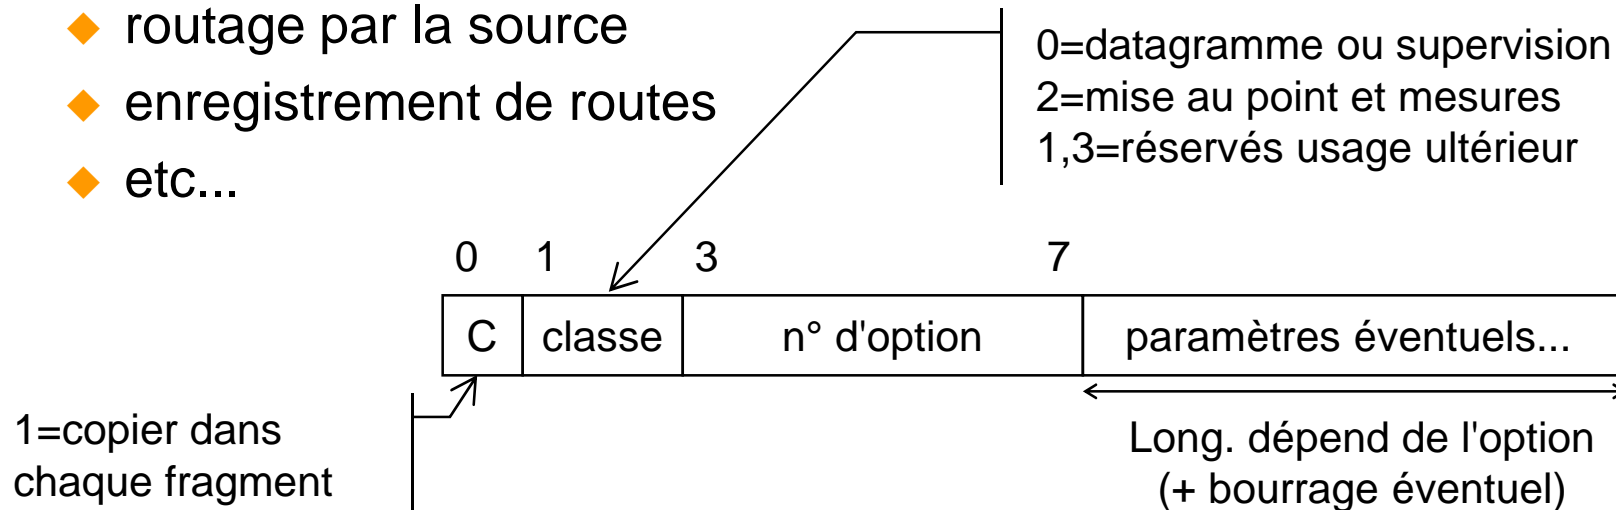 routage par la source
enregistrement de routes
etc...
0=datagramme ou supervision
2=mise au point et mesures
1,3=réservés usage ultérieur
0 1 3 7
C classe n° d'option paramètres éventuels...
1=copier dans
chaque fragment
Long. dépend de l'option
(+ bourrage éventuel)